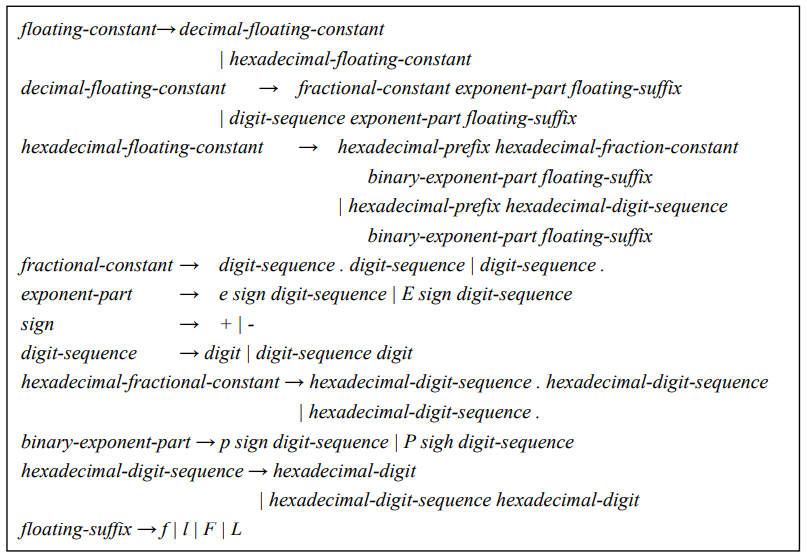 floating-constant→ decimal-floating-constant
| hexadecimal-floating-constant
decimal-floating-constant → fractional-constant exponent-part floating-suffix
| digit-sequence exponent-part floating-suffix
hexadecimal-floating-constant → hexadecimal-prefix hexadecimal-fraction-constant
binary-exponent-part floating-suffix
| hexadecimal-prefix hexadecimal-digit-sequence
binary-exponent-part floating-suffix
fractional-constant → digit-sequence . digit-sequence | digit-sequence .
exponent-part → e sign digit-sequence | E sign digit-sequence
sign → + | -
digit-sequence → digit | digit-sequence digit
hexadecimal-fractional-constant → hexadecimal-digit-sequence . hexadecimal-digit-sequence
| hexadecimal-digit-sequence .
binary-exponent-part → p sign digit-sequence | P sigh digit-sequence
hexadecimal-digit-sequence → hexadecimal-digit
| hexadecimal-digit-sequence hexadecimal-digit
floating-suffix → f | l | F | L